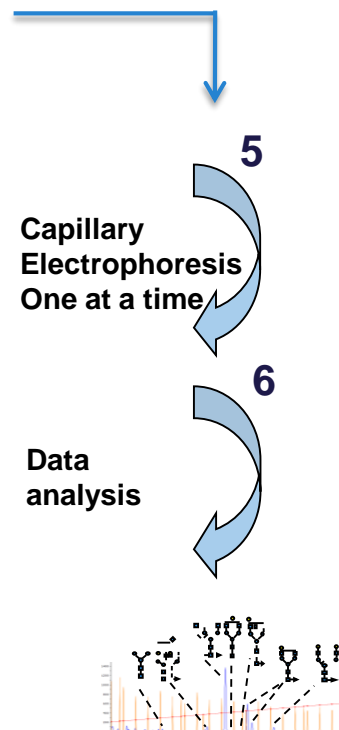 5
Capillary
Electrophoresis
One at a time
6
Data
analysis